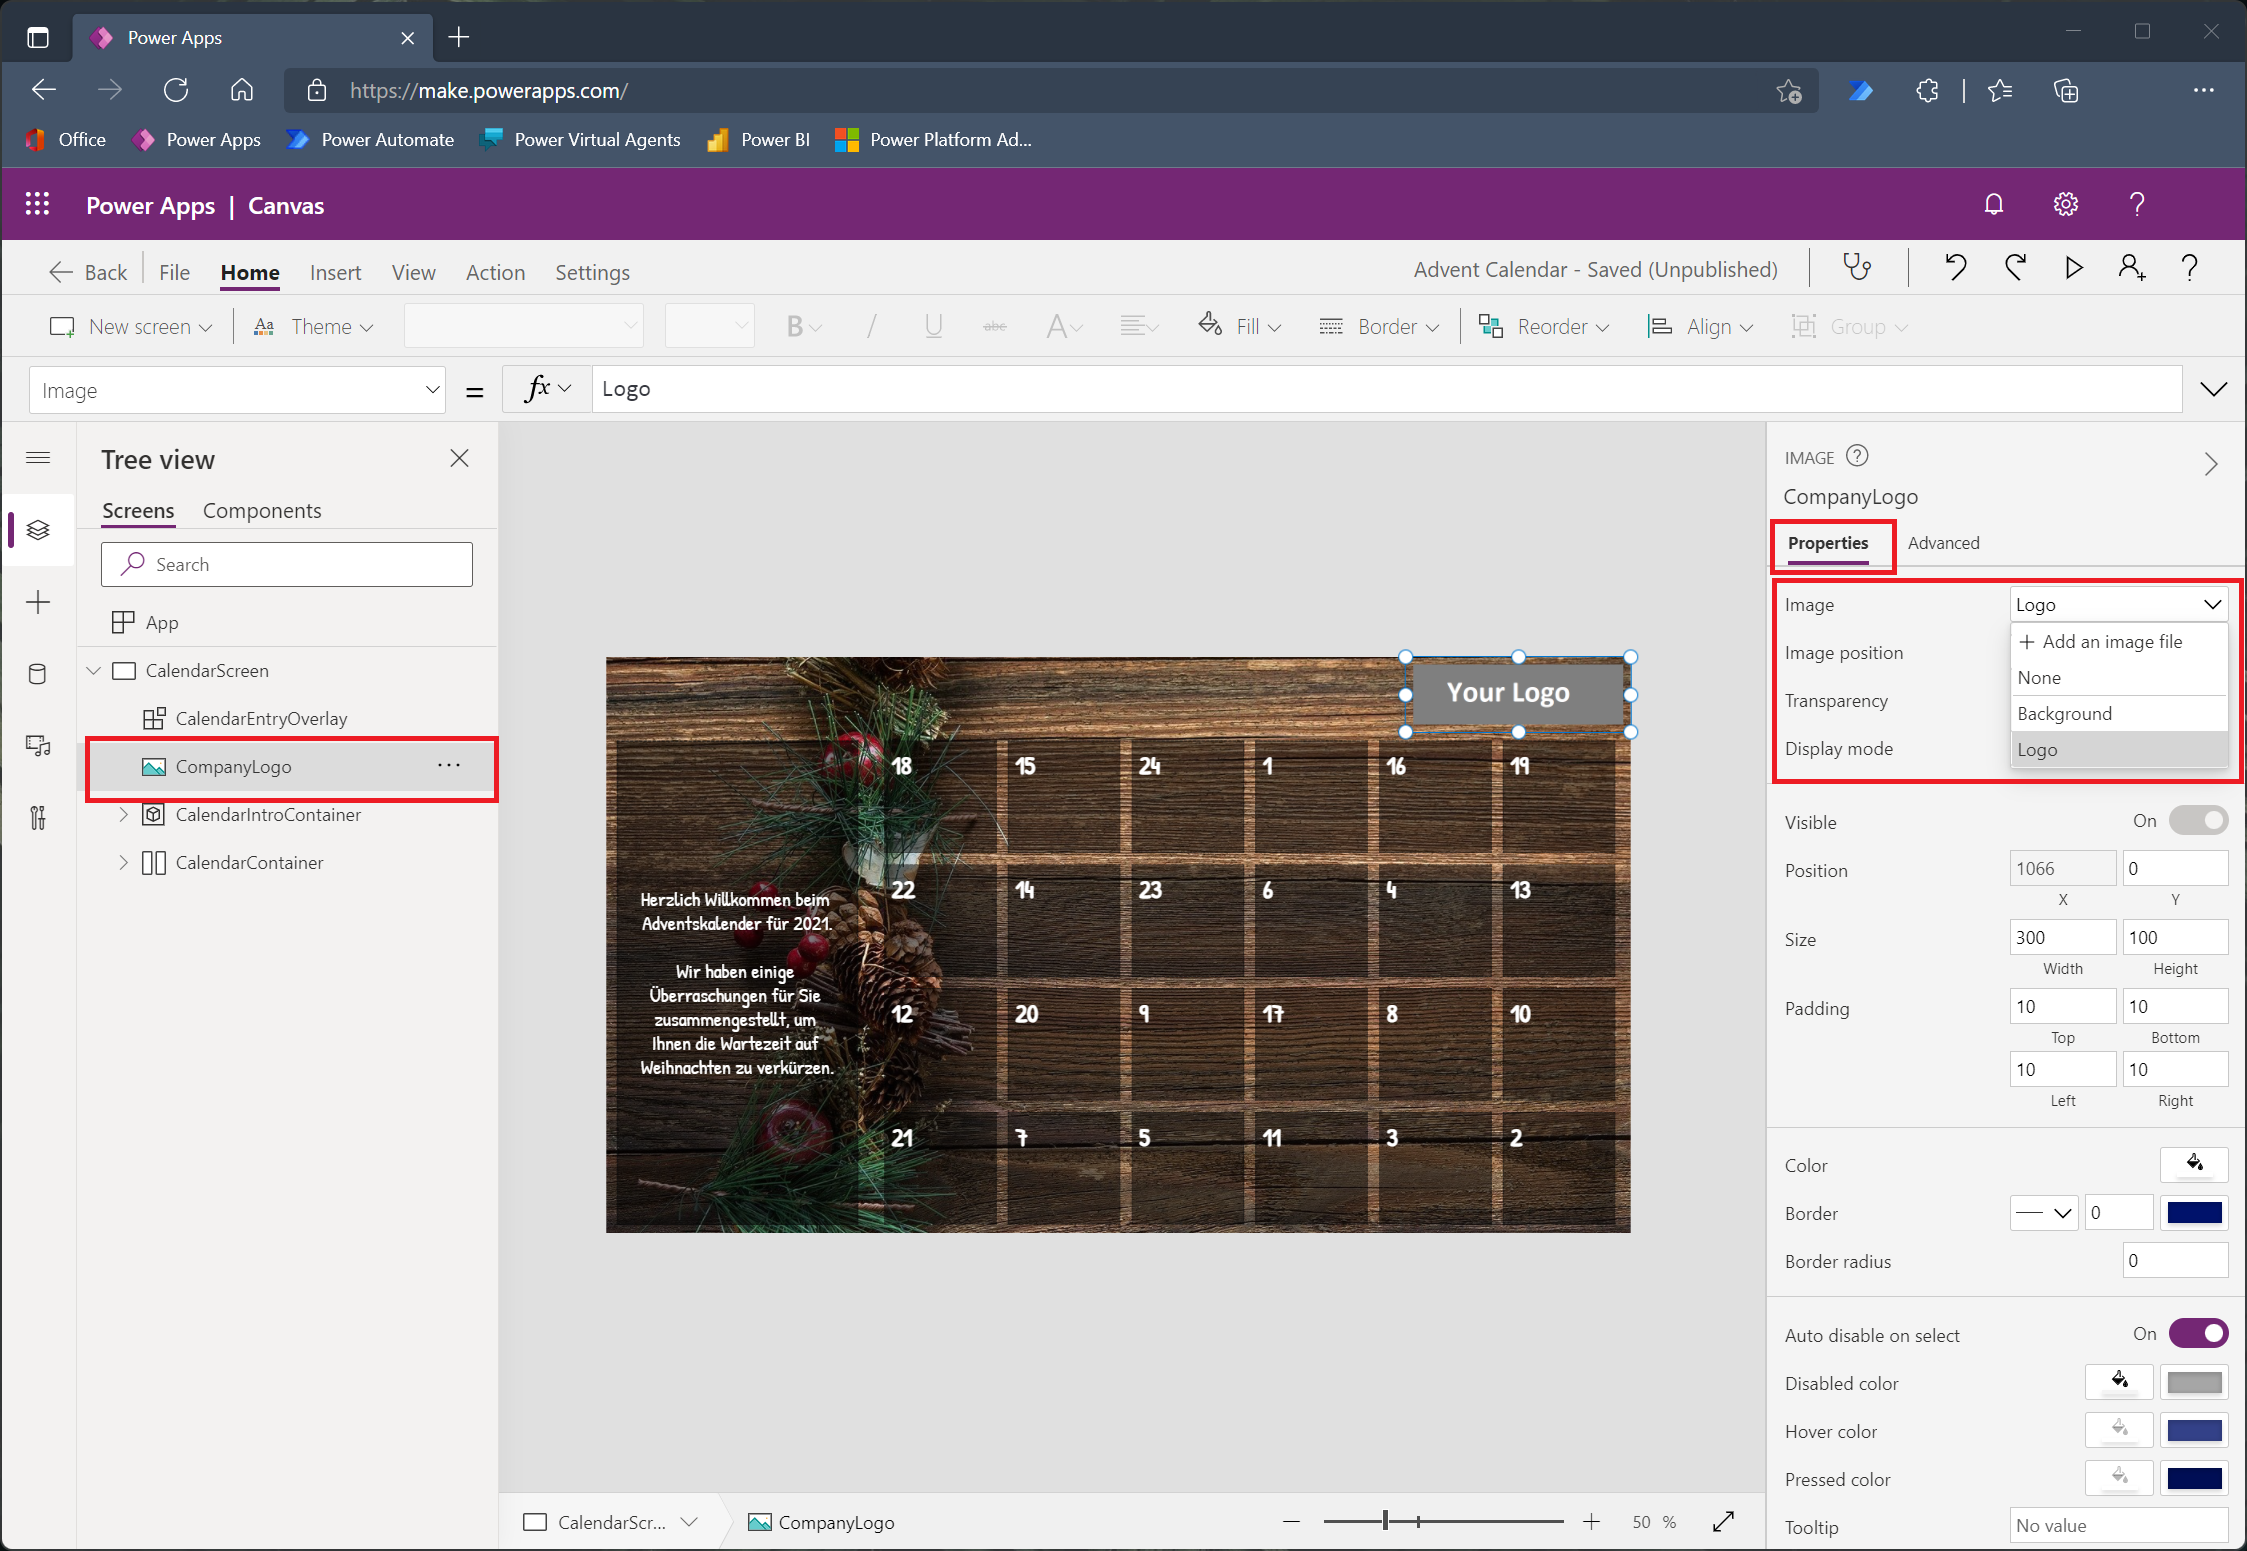 Power Apps
https://make.powerapps.com/
Office
Power Apps
Power Automate
Power Virtual Agents
Power BI
Power Platform Ad...
Power Apps | Canvas
Back
File
Home
Insert
View
Action
Settings
Advent Calendar - Saved (Unpublished)
New screen
Theme
B
/
U
abc
A
Fill
Border
Reorder
Align
Group
Image
=
fx
Logo
Tree view
Screens
Components
Search
App
CalendarScreen
CalendarEntryOverlay
CompanyLogo
...
CalendarIntroContainer
CalendarContainer
Your Logo
18 15 24 1 16 19
22 14 23 6 4 13
12 20 9 17 8 10
21 7 5 11 3 2
Herzlich Willkommen beim
Adventskalender für 2021.
Wir haben einige
Überraschungen für Sie
zusammengestellt, um
Ihnen die Wartezeit auf
Weihnachten zu verkürzen.
CalendarScr...
CompanyLogo
50 %
IMAGE
CompanyLogo
Properties
Advanced
Image
Logo
+ Add an image file
None
Background
Logo
Image position
Transparency
Display mode
Visible
On
Position
1066
0
X
Y
Size
300
100
Width
Height
Padding
10
10
Top
Bottom
10
10
Left
Right
Color
Border
0
Border radius
0
Auto disable on select
On
Disabled color
Hover color
Pressed color
Tooltip
No value